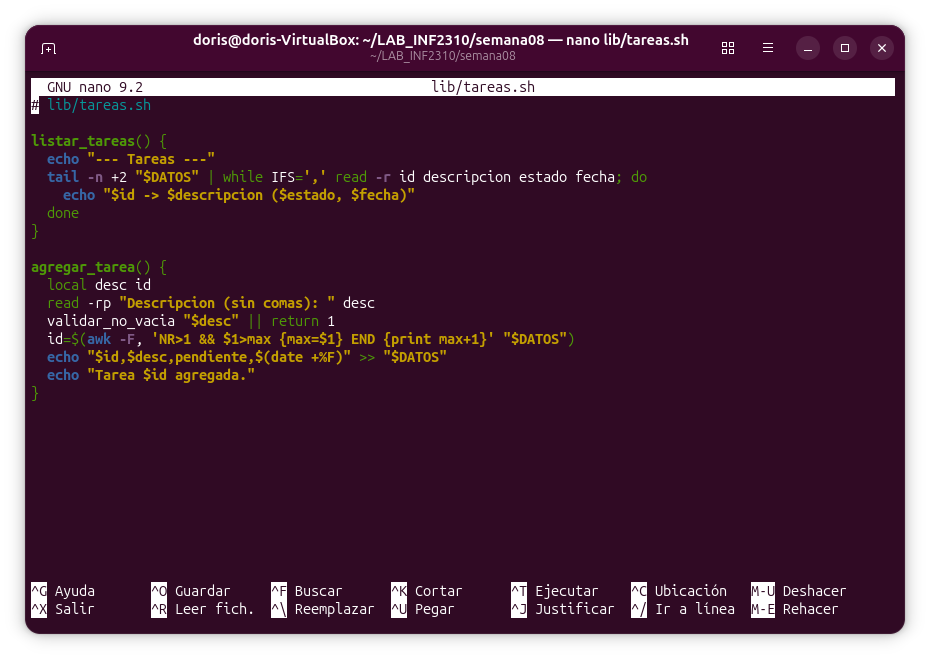 doris@doris-VirtualBox: ~/LAB_INF2310/semana08 — nano lib/tareas.sh
~/LAB_INF2310/semana08
GNU nano 9.2 lib/tareas.sh
# lib/tareas.sh
listar_tareas() {
  echo "--- Tareas ---"
  tail -n +2 "$DATOS" | while IFS=',' read -r id descripcion estado fecha; do
    echo "$id -> $descripcion ($estado, $fecha)"
  done
}
agregar_tarea() {
  local desc id
  read -rp "Descripcion (sin comas): " desc
  validar_no_vacia "$desc" || return 1
  id=$(awk -F, 'NR>1 && $1>max {max=$1} END {print max+1}' "$DATOS")
  echo "$id,$desc,pendiente,$(date +%F)" >> "$DATOS"
  echo "Tarea $id agregada."
}
^G Ayuda ^O Guardar ^F Buscar ^K Cortar ^T Ejecutar ^C Ubicación M-U Deshacer
^X Salir ^R Leer fich. ^\ Reemplazar ^U Pegar ^J Justificar ^/ Ir a línea M-E Rehacer